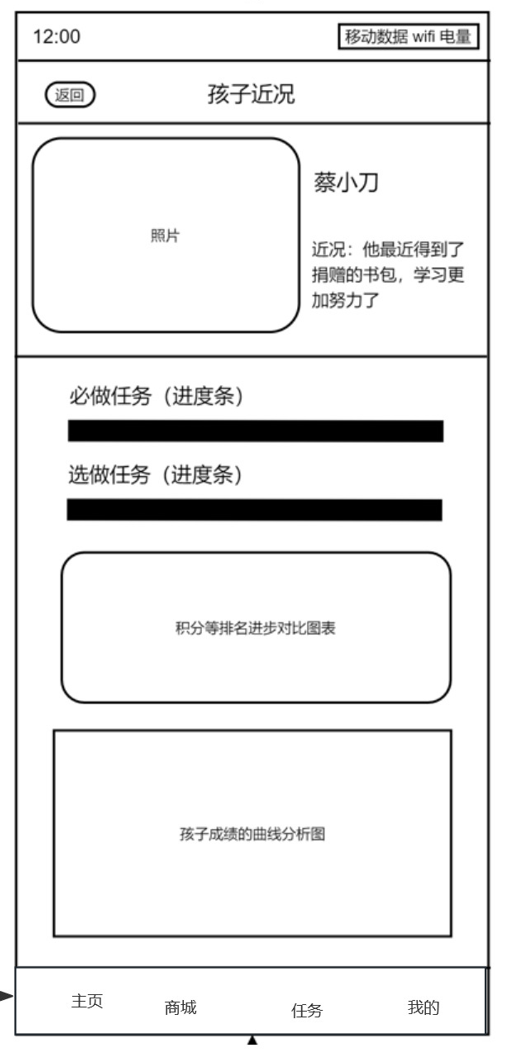 12:00
移动数据 wifi 电量
返回
孩子近况
照片
蔡小刀
近况：他最近得到了
捐赠的书包，学习更
加努力了
必做任务（进度条）
选做任务（进度条）
积分等排名进步对比图表
孩子成绩的曲线分析图
主页
商城
任务
我的